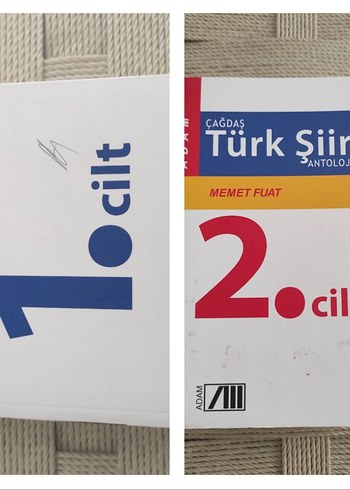 1. cilt
ADAM
ÇAĞDAŞ
Türk Şiir
ANTOLOJ
MEMET FUAT
2. cil
ADAM